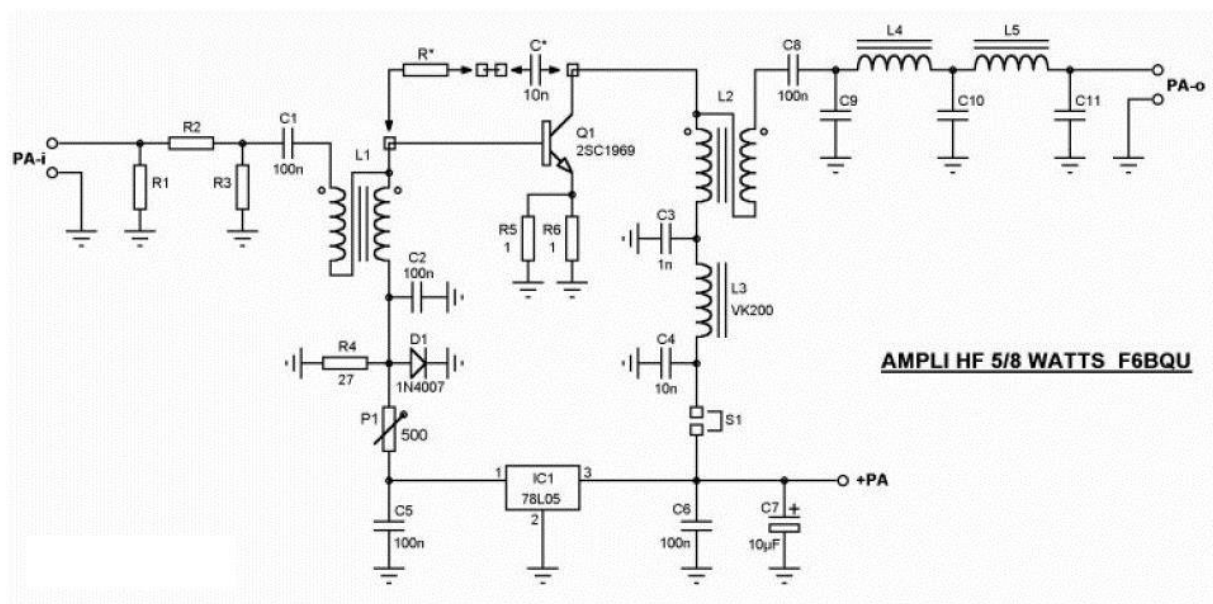 R*
C*
10n
C8
100n
L4
L5
C9
C10
C11
PA-o
L2
Q1
2SC1969
PA-i
R1
R2
R3
C1
100n
L1
R5
1
R6
1
C3
1n
C2
100n
L3
VK200
R4
27
D1
1N4007
C4
10n
AMPLI HF 5/8 WATTS F6BQU
P1
500
S1
1
IC1
78L05
3
2
+PA
C5
100n
C6
100n
C7
+
10µF